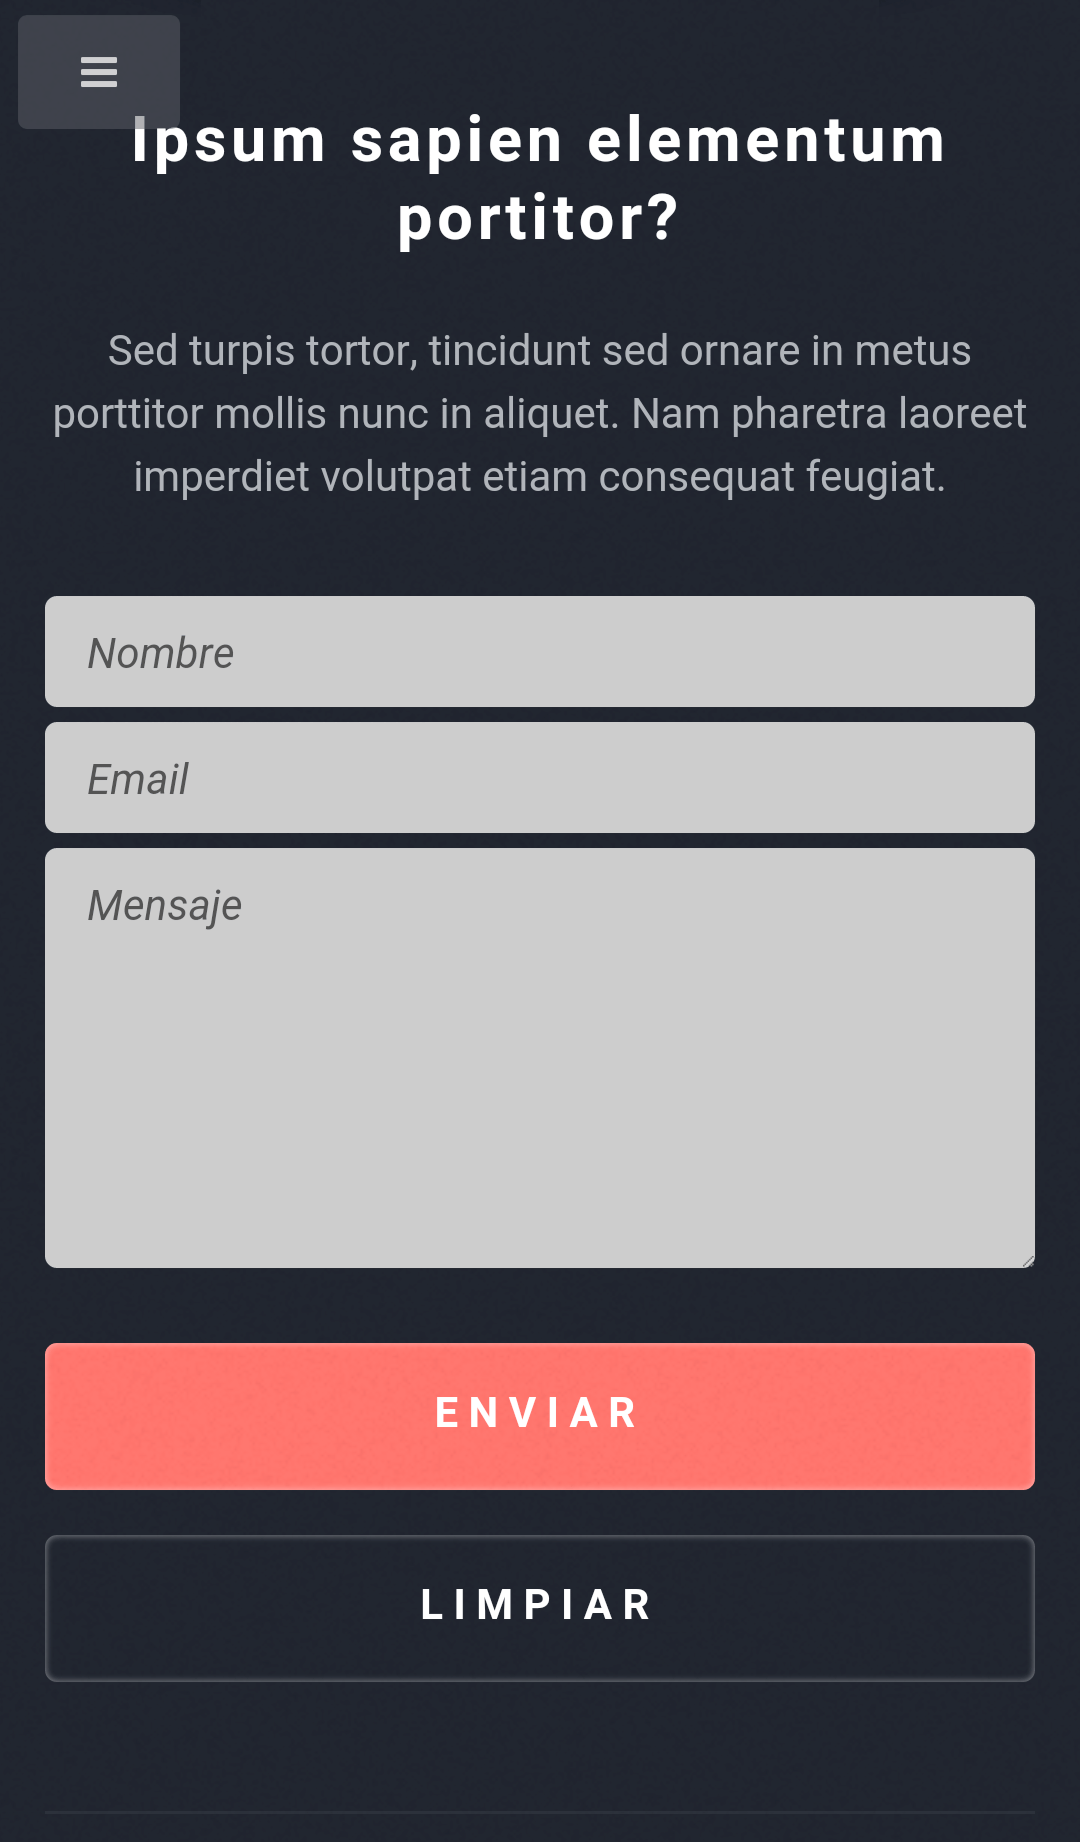 Ipsum sapien elementum
portitor?
Sed turpis tortor, tincidunt sed ornare in metus
porttitor mollis nunc in aliquet. Nam pharetra laoreet
imperdiet volutpat etiam consequat feugiat.
Nombre
Email
Mensaje
ENVIAR
LIMPIAR